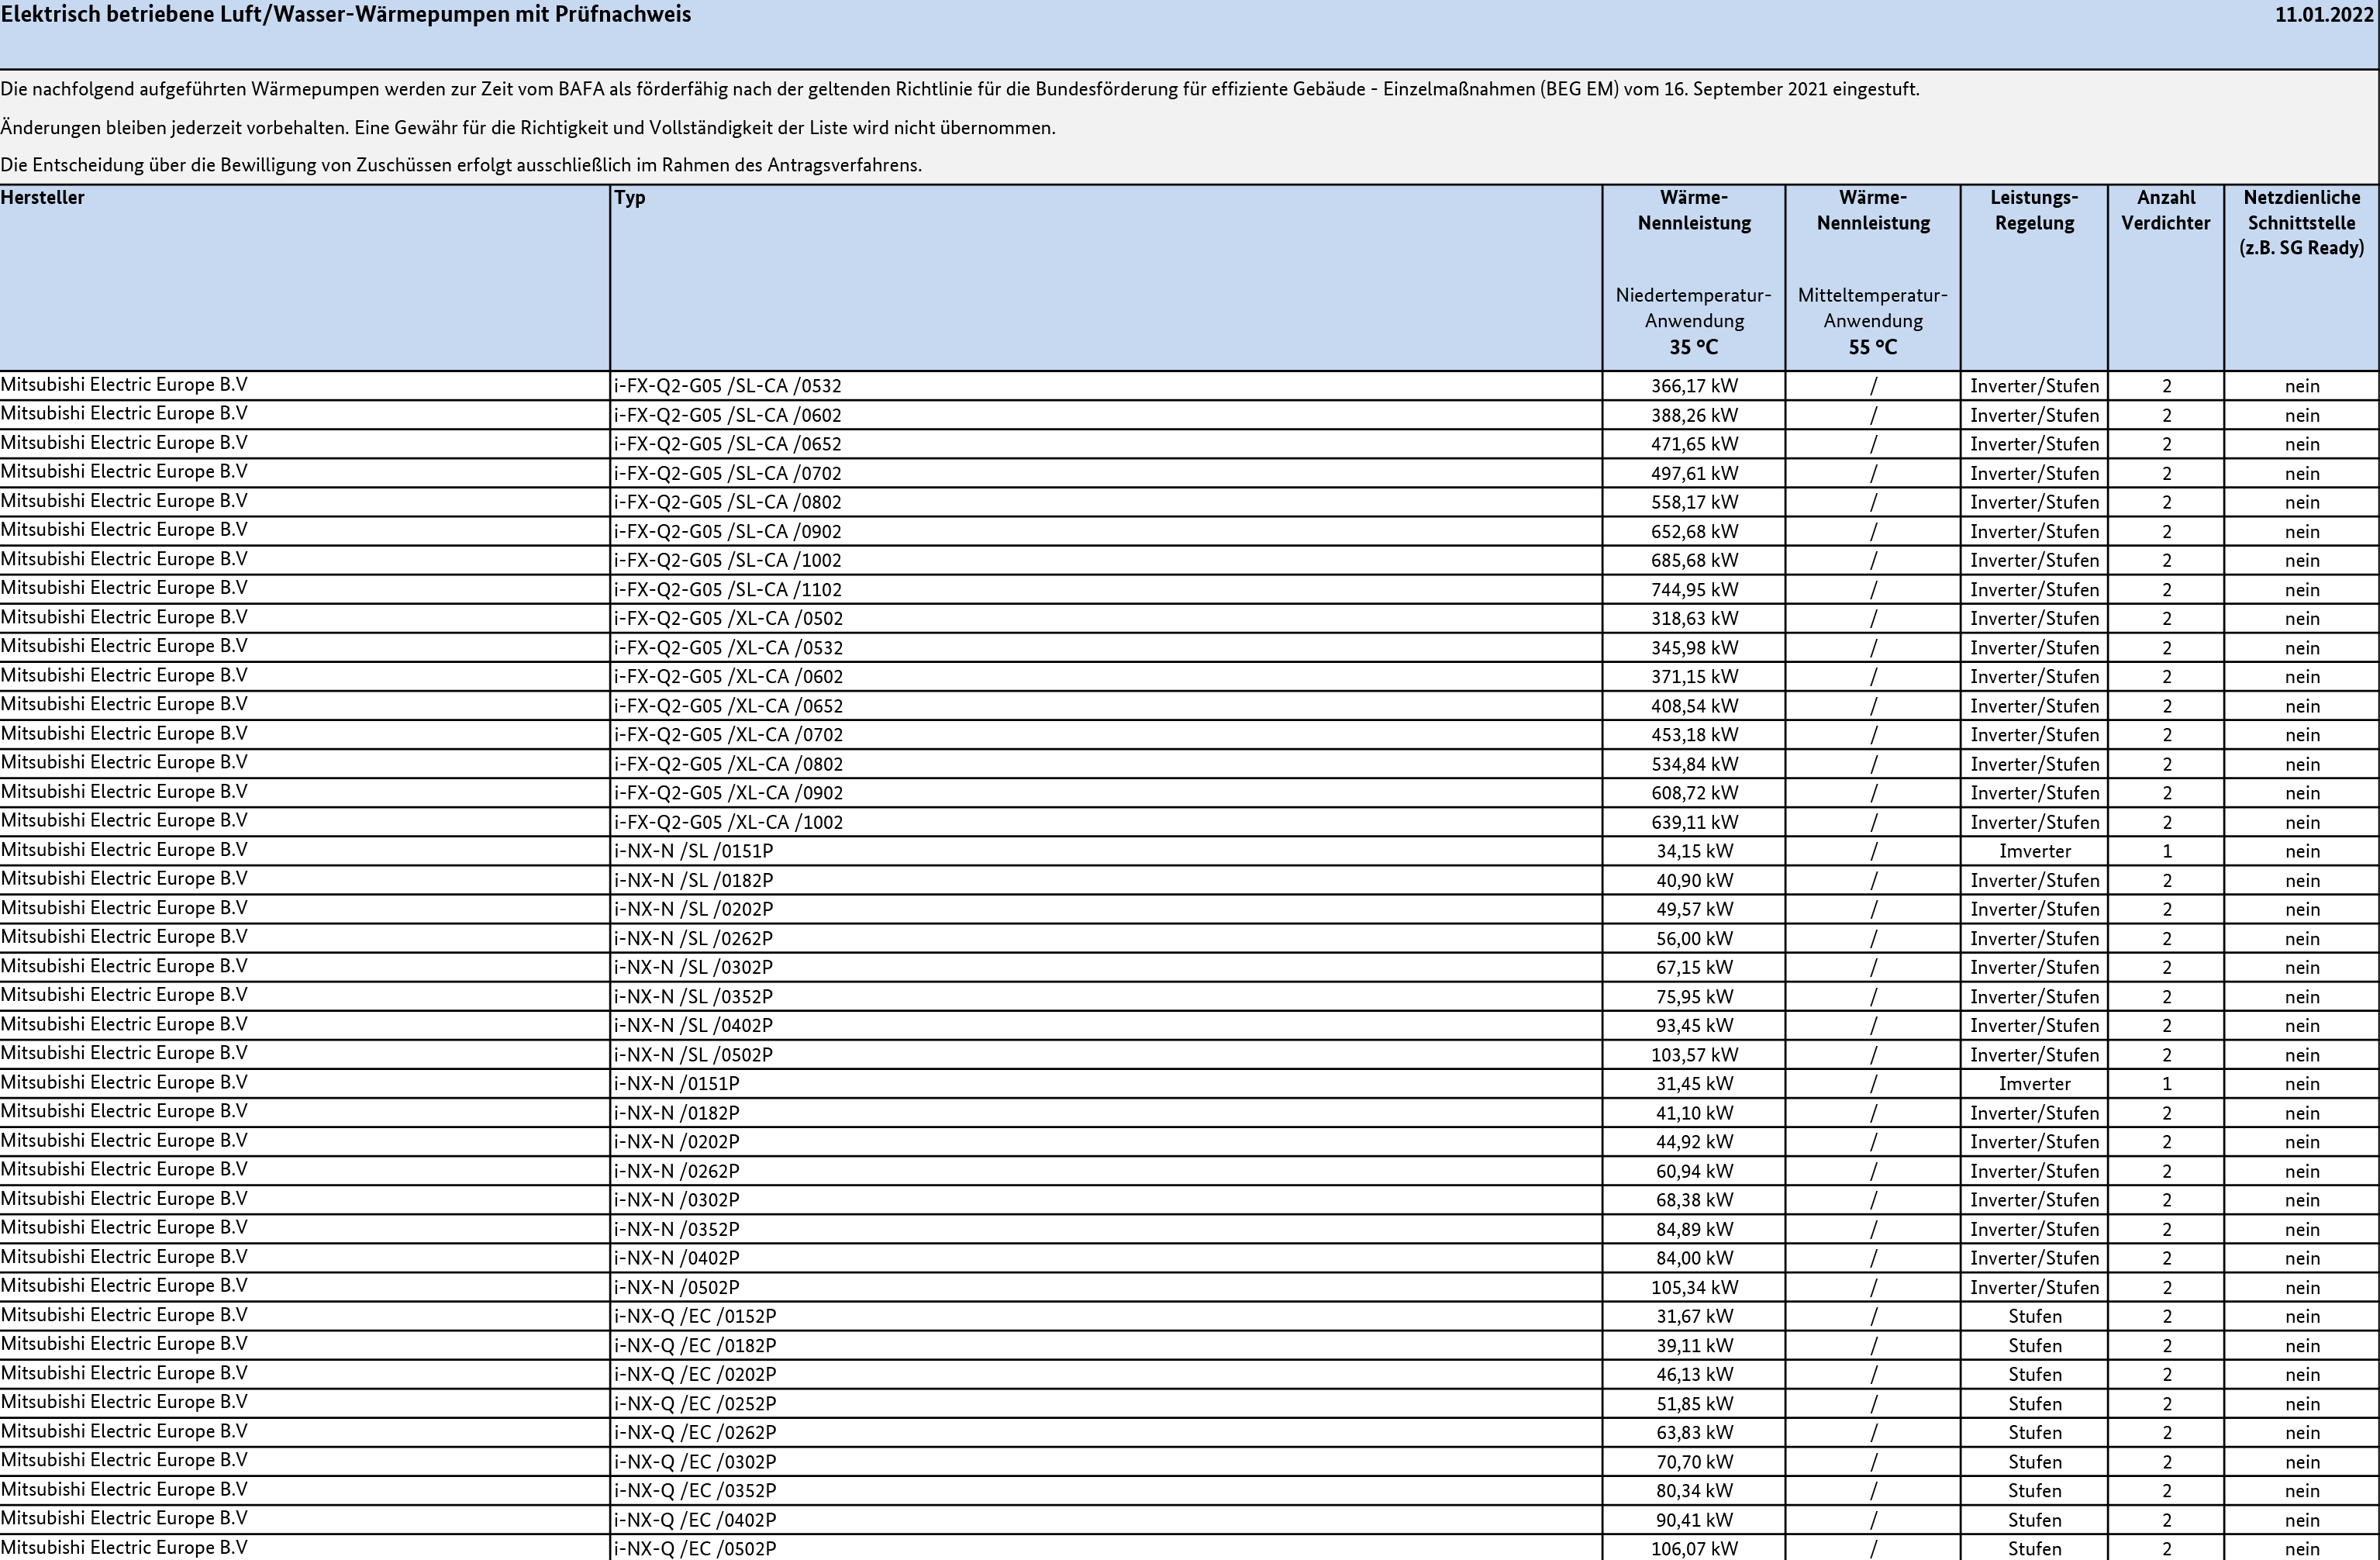 Elektrisch betriebene Luft/Wasser-Wärmepumpen mit Prüfnachweis 11.01.2022
Die nachfolgend aufgeführten Wärmepumpen werden zur Zeit vom BAFA als förderfähig nach der geltenden Richtlinie für die Bundesförderung für effiziente Gebäude - Einzelmaßnahmen (BEG EM) vom 16. September 2021 eingestuft.
Änderungen bleiben jederzeit vorbehalten. Eine Gewähr für die Richtigkeit und Vollständigkeit der Liste wird nicht übernommen.
Die Entscheidung über die Bewilligung von Zuschüssen erfolgt ausschließlich im Rahmen des Antragsverfahrens.
Hersteller Typ Wärme- Wärme- Leistungs- Anzahl Netzdienliche
Nennleistung Nennleistung Regelung Verdichter Schnittstelle
(z.B. SG Ready)
Niedertemperatur- Mitteltemperatur-
Anwendung Anwendung
35 °C 55 °C
Mitsubishi Electric Europe B.V i-FX-Q2-G05 /SL-CA /0532 366,17 kW / Inverter/Stufen 2 nein
Mitsubishi Electric Europe B.V i-FX-Q2-G05 /SL-CA /0602 388,26 kW / Inverter/Stufen 2 nein
Mitsubishi Electric Europe B.V i-FX-Q2-G05 /SL-CA /0652 471,65 kW / Inverter/Stufen 2 nein
Mitsubishi Electric Europe B.V i-FX-Q2-G05 /SL-CA /0702 497,61 kW / Inverter/Stufen 2 nein
Mitsubishi Electric Europe B.V i-FX-Q2-G05 /SL-CA /0802 558,17 kW / Inverter/Stufen 2 nein
Mitsubishi Electric Europe B.V i-FX-Q2-G05 /SL-CA /0902 652,68 kW / Inverter/Stufen 2 nein
Mitsubishi Electric Europe B.V i-FX-Q2-G05 /SL-CA /1002 685,68 kW / Inverter/Stufen 2 nein
Mitsubishi Electric Europe B.V i-FX-Q2-G05 /SL-CA /1102 744,95 kW / Inverter/Stufen 2 nein
Mitsubishi Electric Europe B.V i-FX-Q2-G05 /XL-CA /0502 318,63 kW / Inverter/Stufen 2 nein
Mitsubishi Electric Europe B.V i-FX-Q2-G05 /XL-CA /0532 345,98 kW / Inverter/Stufen 2 nein
Mitsubishi Electric Europe B.V i-FX-Q2-G05 /XL-CA /0602 371,15 kW / Inverter/Stufen 2 nein
Mitsubishi Electric Europe B.V i-FX-Q2-G05 /XL-CA /0652 408,54 kW / Inverter/Stufen 2 nein
Mitsubishi Electric Europe B.V i-FX-Q2-G05 /XL-CA /0702 453,18 kW / Inverter/Stufen 2 nein
Mitsubishi Electric Europe B.V i-FX-Q2-G05 /XL-CA /0802 534,84 kW / Inverter/Stufen 2 nein
Mitsubishi Electric Europe B.V i-FX-Q2-G05 /XL-CA /0902 608,72 kW / Inverter/Stufen 2 nein
Mitsubishi Electric Europe B.V i-FX-Q2-G05 /XL-CA /1002 639,11 kW / Inverter/Stufen 2 nein
Mitsubishi Electric Europe B.V i-NX-N /SL /0151P 34,15 kW / Imverter 1 nein
Mitsubishi Electric Europe B.V i-NX-N /SL /0182P 40,90 kW / Inverter/Stufen 2 nein
Mitsubishi Electric Europe B.V i-NX-N /SL /0202P 49,57 kW / Inverter/Stufen 2 nein
Mitsubishi Electric Europe B.V i-NX-N /SL /0262P 56,00 kW / Inverter/Stufen 2 nein
Mitsubishi Electric Europe B.V i-NX-N /SL /0302P 67,15 kW / Inverter/Stufen 2 nein
Mitsubishi Electric Europe B.V i-NX-N /SL /0352P 75,95 kW / Inverter/Stufen 2 nein
Mitsubishi Electric Europe B.V i-NX-N /SL /0402P 93,45 kW / Inverter/Stufen 2 nein
Mitsubishi Electric Europe B.V i-NX-N /SL /0502P 103,57 kW / Inverter/Stufen 2 nein
Mitsubishi Electric Europe B.V i-NX-N /0151P 31,45 kW / Imverter 1 nein
Mitsubishi Electric Europe B.V i-NX-N /0182P 41,10 kW / Inverter/Stufen 2 nein
Mitsubishi Electric Europe B.V i-NX-N /0202P 44,92 kW / Inverter/Stufen 2 nein
Mitsubishi Electric Europe B.V i-NX-N /0262P 60,94 kW / Inverter/Stufen 2 nein
Mitsubishi Electric Europe B.V i-NX-N /0302P 68,38 kW / Inverter/Stufen 2 nein
Mitsubishi Electric Europe B.V i-NX-N /0352P 84,89 kW / Inverter/Stufen 2 nein
Mitsubishi Electric Europe B.V i-NX-N /0402P 84,00 kW / Inverter/Stufen 2 nein
Mitsubishi Electric Europe B.V i-NX-N /0502P 105,34 kW / Inverter/Stufen 2 nein
Mitsubishi Electric Europe B.V i-NX-Q /EC /0152P 31,67 kW / Stufen 2 nein
Mitsubishi Electric Europe B.V i-NX-Q /EC /0182P 39,11 kW / Stufen 2 nein
Mitsubishi Electric Europe B.V i-NX-Q /EC /0202P 46,13 kW / Stufen 2 nein
Mitsubishi Electric Europe B.V i-NX-Q /EC /0252P 51,85 kW / Stufen 2 nein
Mitsubishi Electric Europe B.V i-NX-Q /EC /0262P 63,83 kW / Stufen 2 nein
Mitsubishi Electric Europe B.V i-NX-Q /EC /0302P 70,70 kW / Stufen 2 nein
Mitsubishi Electric Europe B.V i-NX-Q /EC /0352P 80,34 kW / Stufen 2 nein
Mitsubishi Electric Europe B.V i-NX-Q /EC /0402P 90,41 kW / Stufen 2 nein
Mitsubishi Electric Europe B.V i-NX-Q /EC /0502P 106,07 kW / Stufen 2 nein